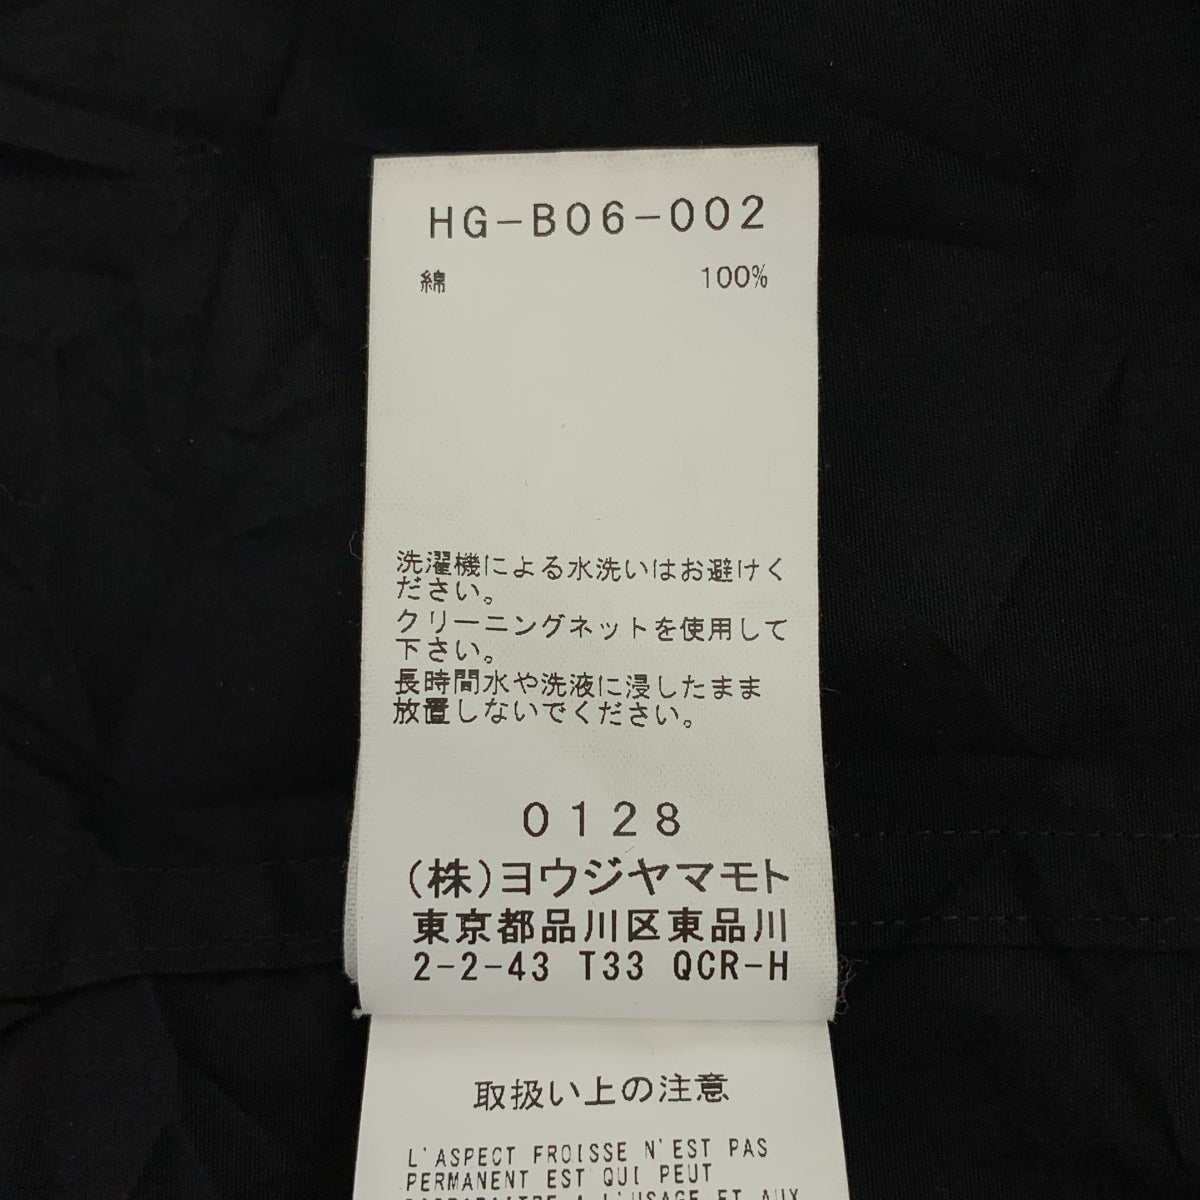 HG-B06-002
綿 100%
洗濯機による水洗いはお避けく
ださい。
クリーニングネットを使用して
下さい。
長時間水や洗液に浸したまま
放置しないでください。
0128
(株)ヨウジヤマモト
東京都品川区東品川
2-2-43 T33 QCR-H
取扱い上の注意
L'ASPECT FROISSE N'EST PAS
PERMANENT EST QUI PEUT
DISPARAITRE A L'USAGE ET AUX